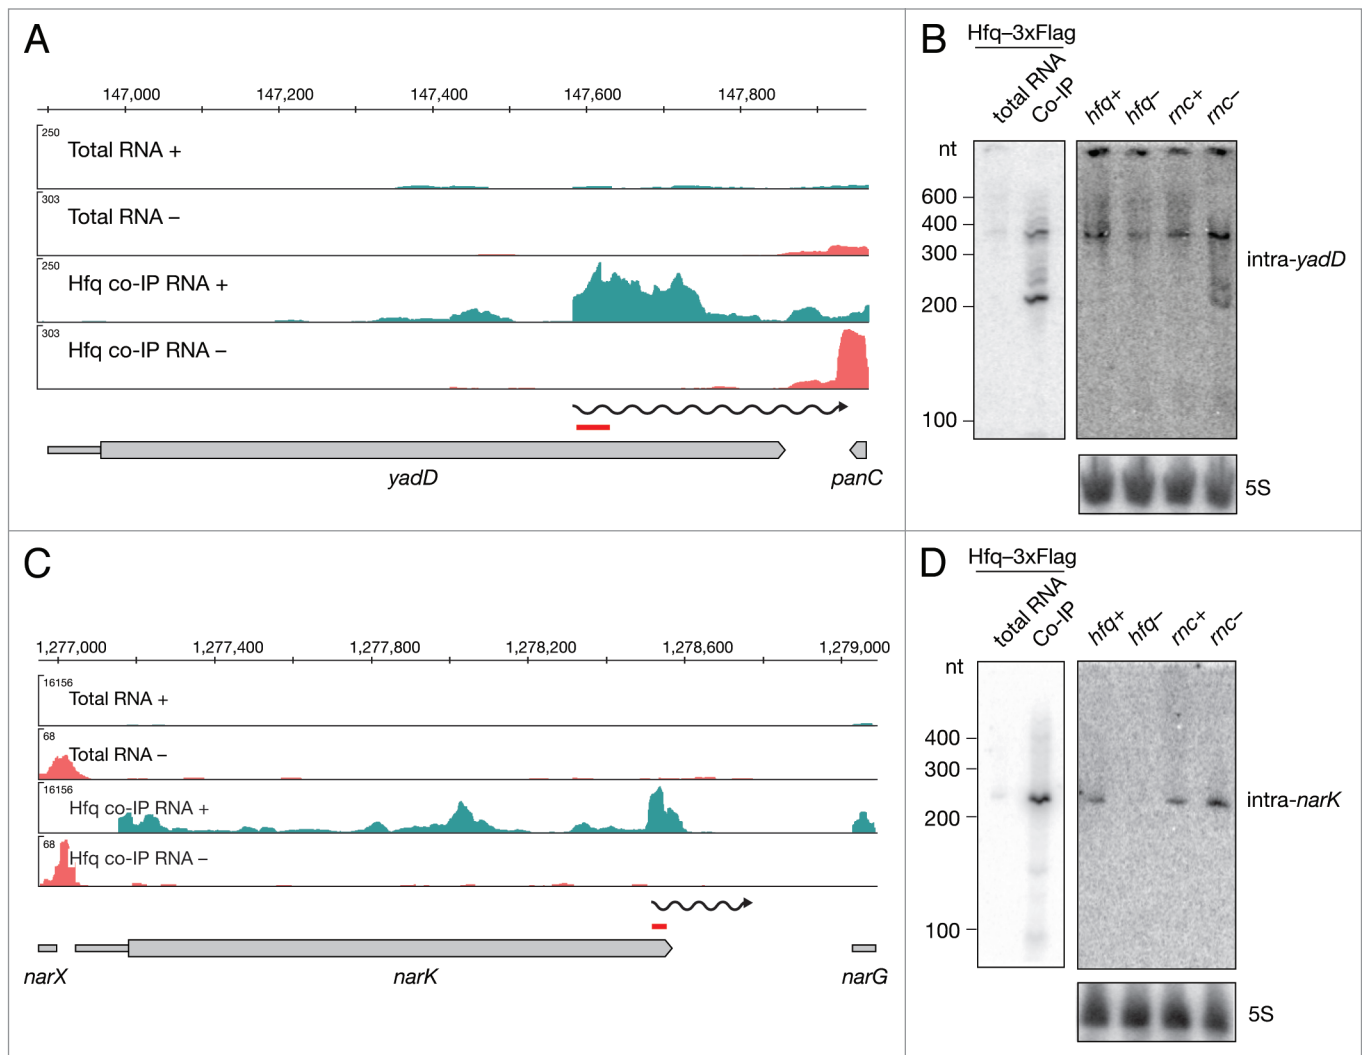 A
147,000 147,200 147,400 147,600 147,800
250
Total RNA +
303
Total RNA –
250
Hfq co-IP RNA +
303
Hfq co-IP RNA –
yadD
panC
B
Hfq–3xFlag
total RNA
Co-IP
hfq+
hfq–
rnc+
rnc–
nt
600
400
300
200
100
intra-yadD
5S
C
1,277,000 1,277,400 1,277,800 1,278,200 1,278,600 1,279,000
16156
Total RNA +
68
Total RNA –
16156
Hfq co-IP RNA +
68
Hfq co-IP RNA –
narX
narK
narG
D
Hfq–3xFlag
total RNA
Co-IP
hfq+
hfq–
rnc+
rnc–
nt
400
300
200
100
intra-narK
5S